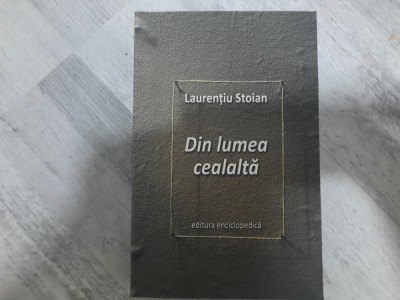 Laurențiu Stoian
Din lumea
cealaltă
editura enciclopedică